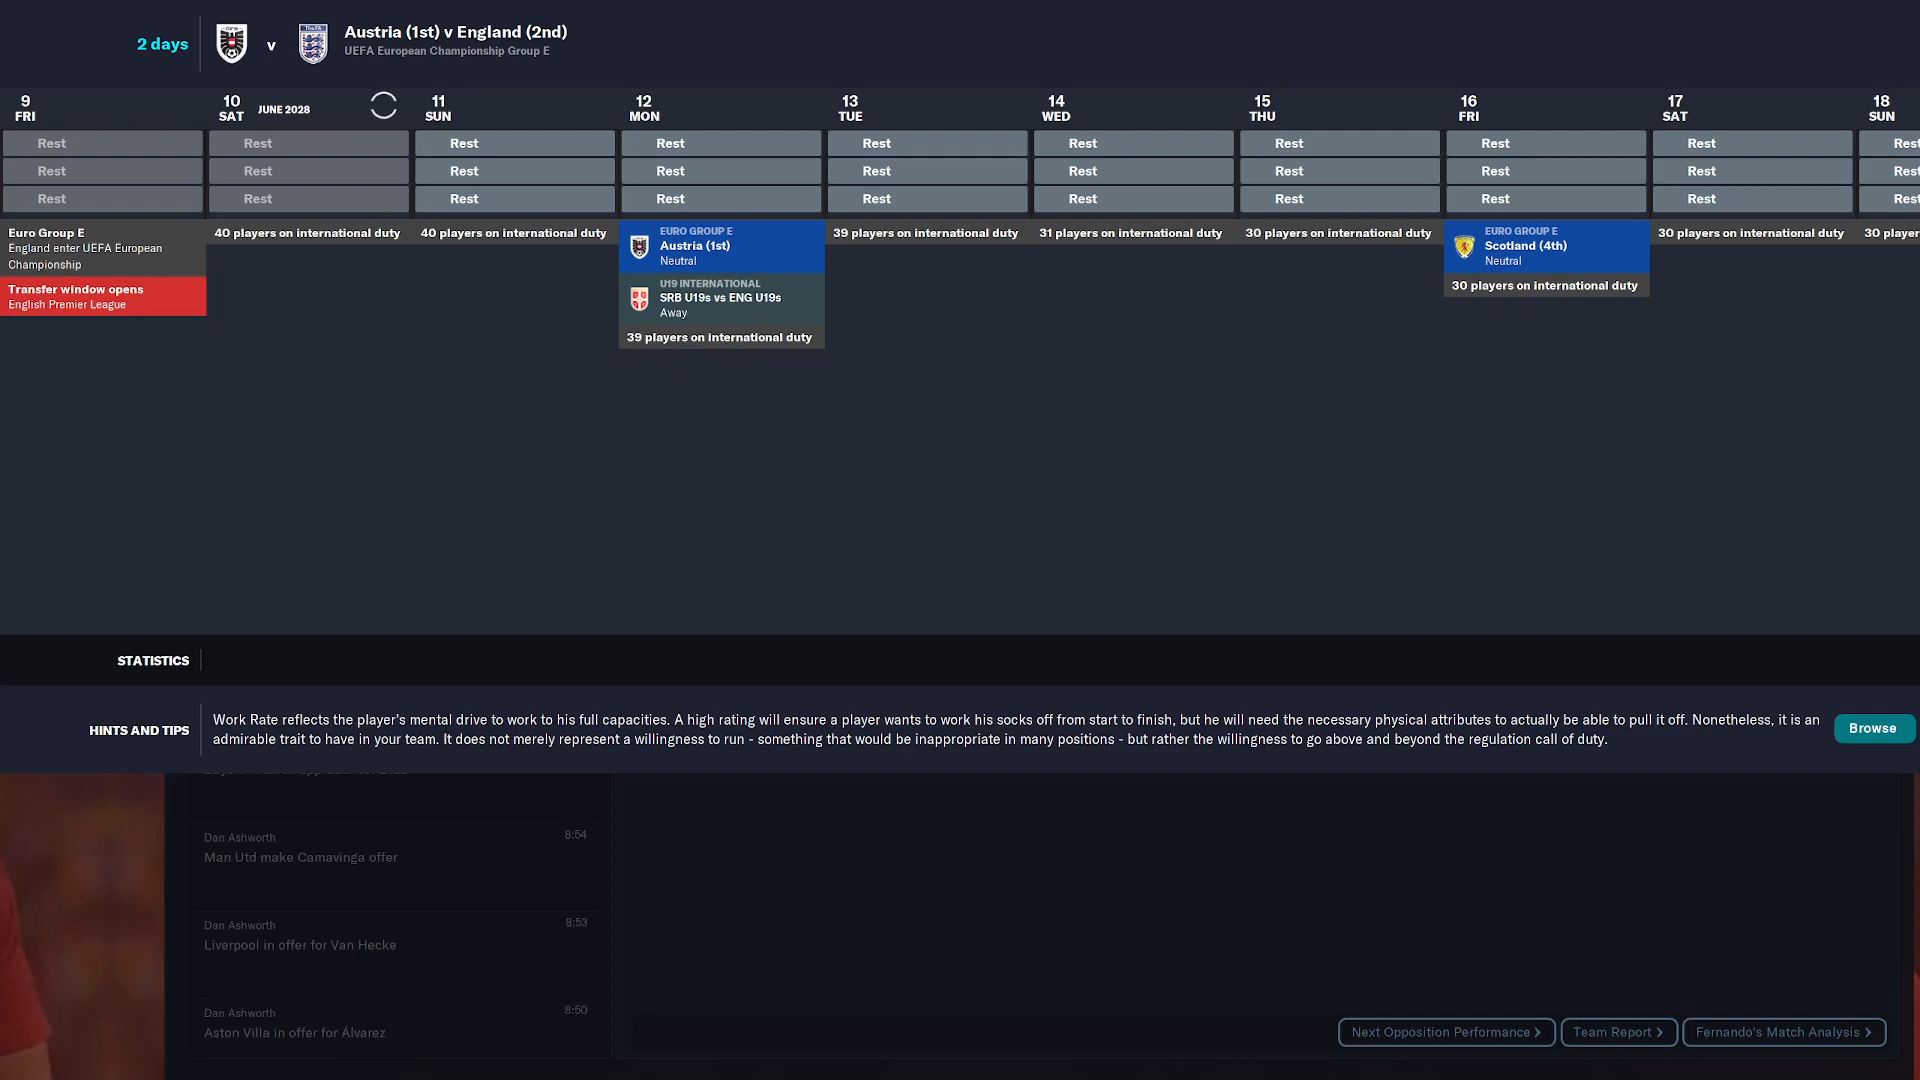 2 days
v
Austria (1st) v England (2nd)
UEFA European Championship Group E
9
FRI
10
SAT
JUNE 2028
11
SUN
12
MON
13
TUE
14
WED
15
THU
16
FRI
17
SAT
18
SUN
Rest Rest Rest Rest Rest Rest Rest Rest Rest Rest
Rest Rest Rest Rest Rest Rest Rest Rest Rest Rest
Rest Rest Rest Rest Rest Rest Rest Rest Rest Rest
Euro Group E
England enter UEFA European
Championship
Transfer window opens
English Premier League
40 players on international duty
40 players on international duty
EURO GROUP E
Austria (1st)
Neutral
U19 INTERNATIONAL
SRB U19s vs ENG U19s
Away
39 players on international duty
39 players on international duty
31 players on international duty
30 players on international duty
EURO GROUP E
Scotland (4th)
Neutral
30 players on international duty
30 players on international duty
30 player
STATISTICS
HINTS AND TIPS
Work Rate reflects the player's mental drive to work to his full capacities. A high rating will ensure a player wants to work his socks off from start to finish, but he will need the necessary physical attributes to actually be able to pull it off. Nonetheless, it is an
admirable trait to have in your team. It does not merely represent a willingness to run - something that would be inappropriate in many positions - but rather the willingness to go above and beyond the regulation call of duty.
Browse
Dan Ashworth 8:54
Man Utd make Camavinga offer
Dan Ashworth 8:53
Liverpool in offer for Van Hecke
Dan Ashworth 8:50
Aston Villa in offer for Álvarez
Next Opposition Performance
Team Report
Fernando's Match Analysis